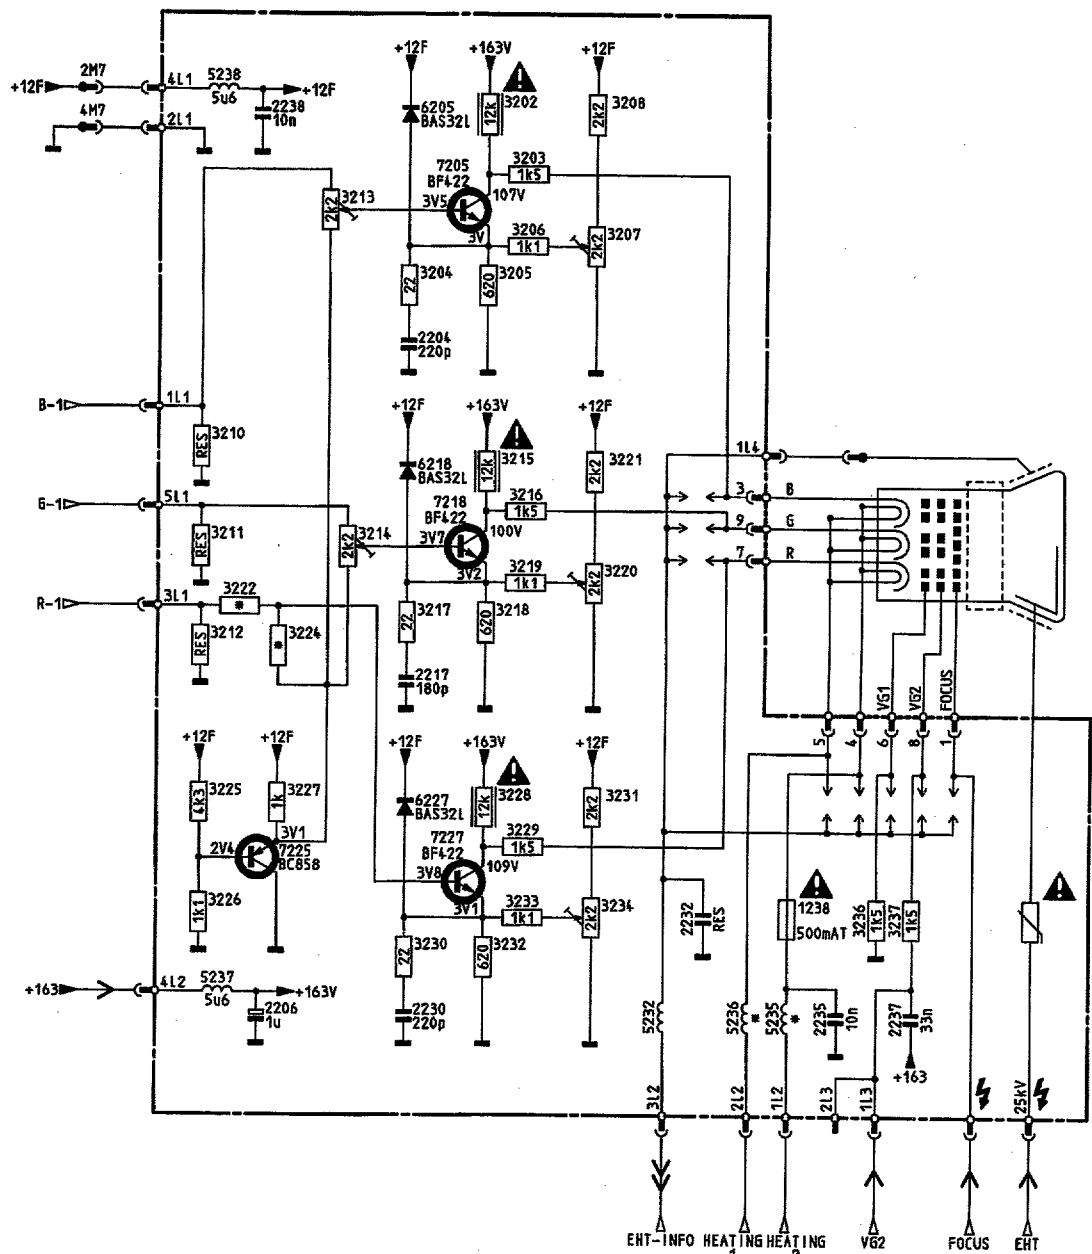 +12F
+163V
+12F
2M7
4L1
5238
+12F
+12F
5u6
2238
10n
4M7
2L1
6205
BAS32L
3202
12k
3208
2k2
7205
BF422
3203
1k5
3213
2k2
3V5
107V
3V
3206
1k1
3207
2k2
3204
22
3205
620
2204
220p
B-1
1L1
3210
RES
+12F
+163V
+12F
6218
BAS32L
3215
12k
3221
2k2
1L4
G-1
5L1
3211
RES
3214
2k2
7218
BF422
3216
1k5
3V7
100V
3V2
3219
1k1
3220
2k2
3
B
9
G
7
R
R-1
3L1
3222
*
3212
RES
3224
*
3217
22
3218
620
2217
180p
VG1
VG2
FOCUS
5
4
6
8
1
+12F
+12F
+12F
+163V
+12F
3225
4k3
3227
1k
6227
BAS32L
3228
12k
3231
2k2
3V1
2V4
7225
BC858
7227
BF422
3229
1k5
3V8
109V
3V1
3226
1k1
3233
1k1
3234
2k2
3230
22
3232
620
2232
RES
1238
500mAT
3236
1k5
3237
1k5
+163
4L2
5237
5u6
+163V
2206
1u
2230
220p
5232
5236
*
5235
*
2235
10n
2237
33n
+163
3L2
2L2
1L2
2L3
1L3
25kV
EHT-INFO
HEATING
HEATING
VG2
FOCUS
EHT